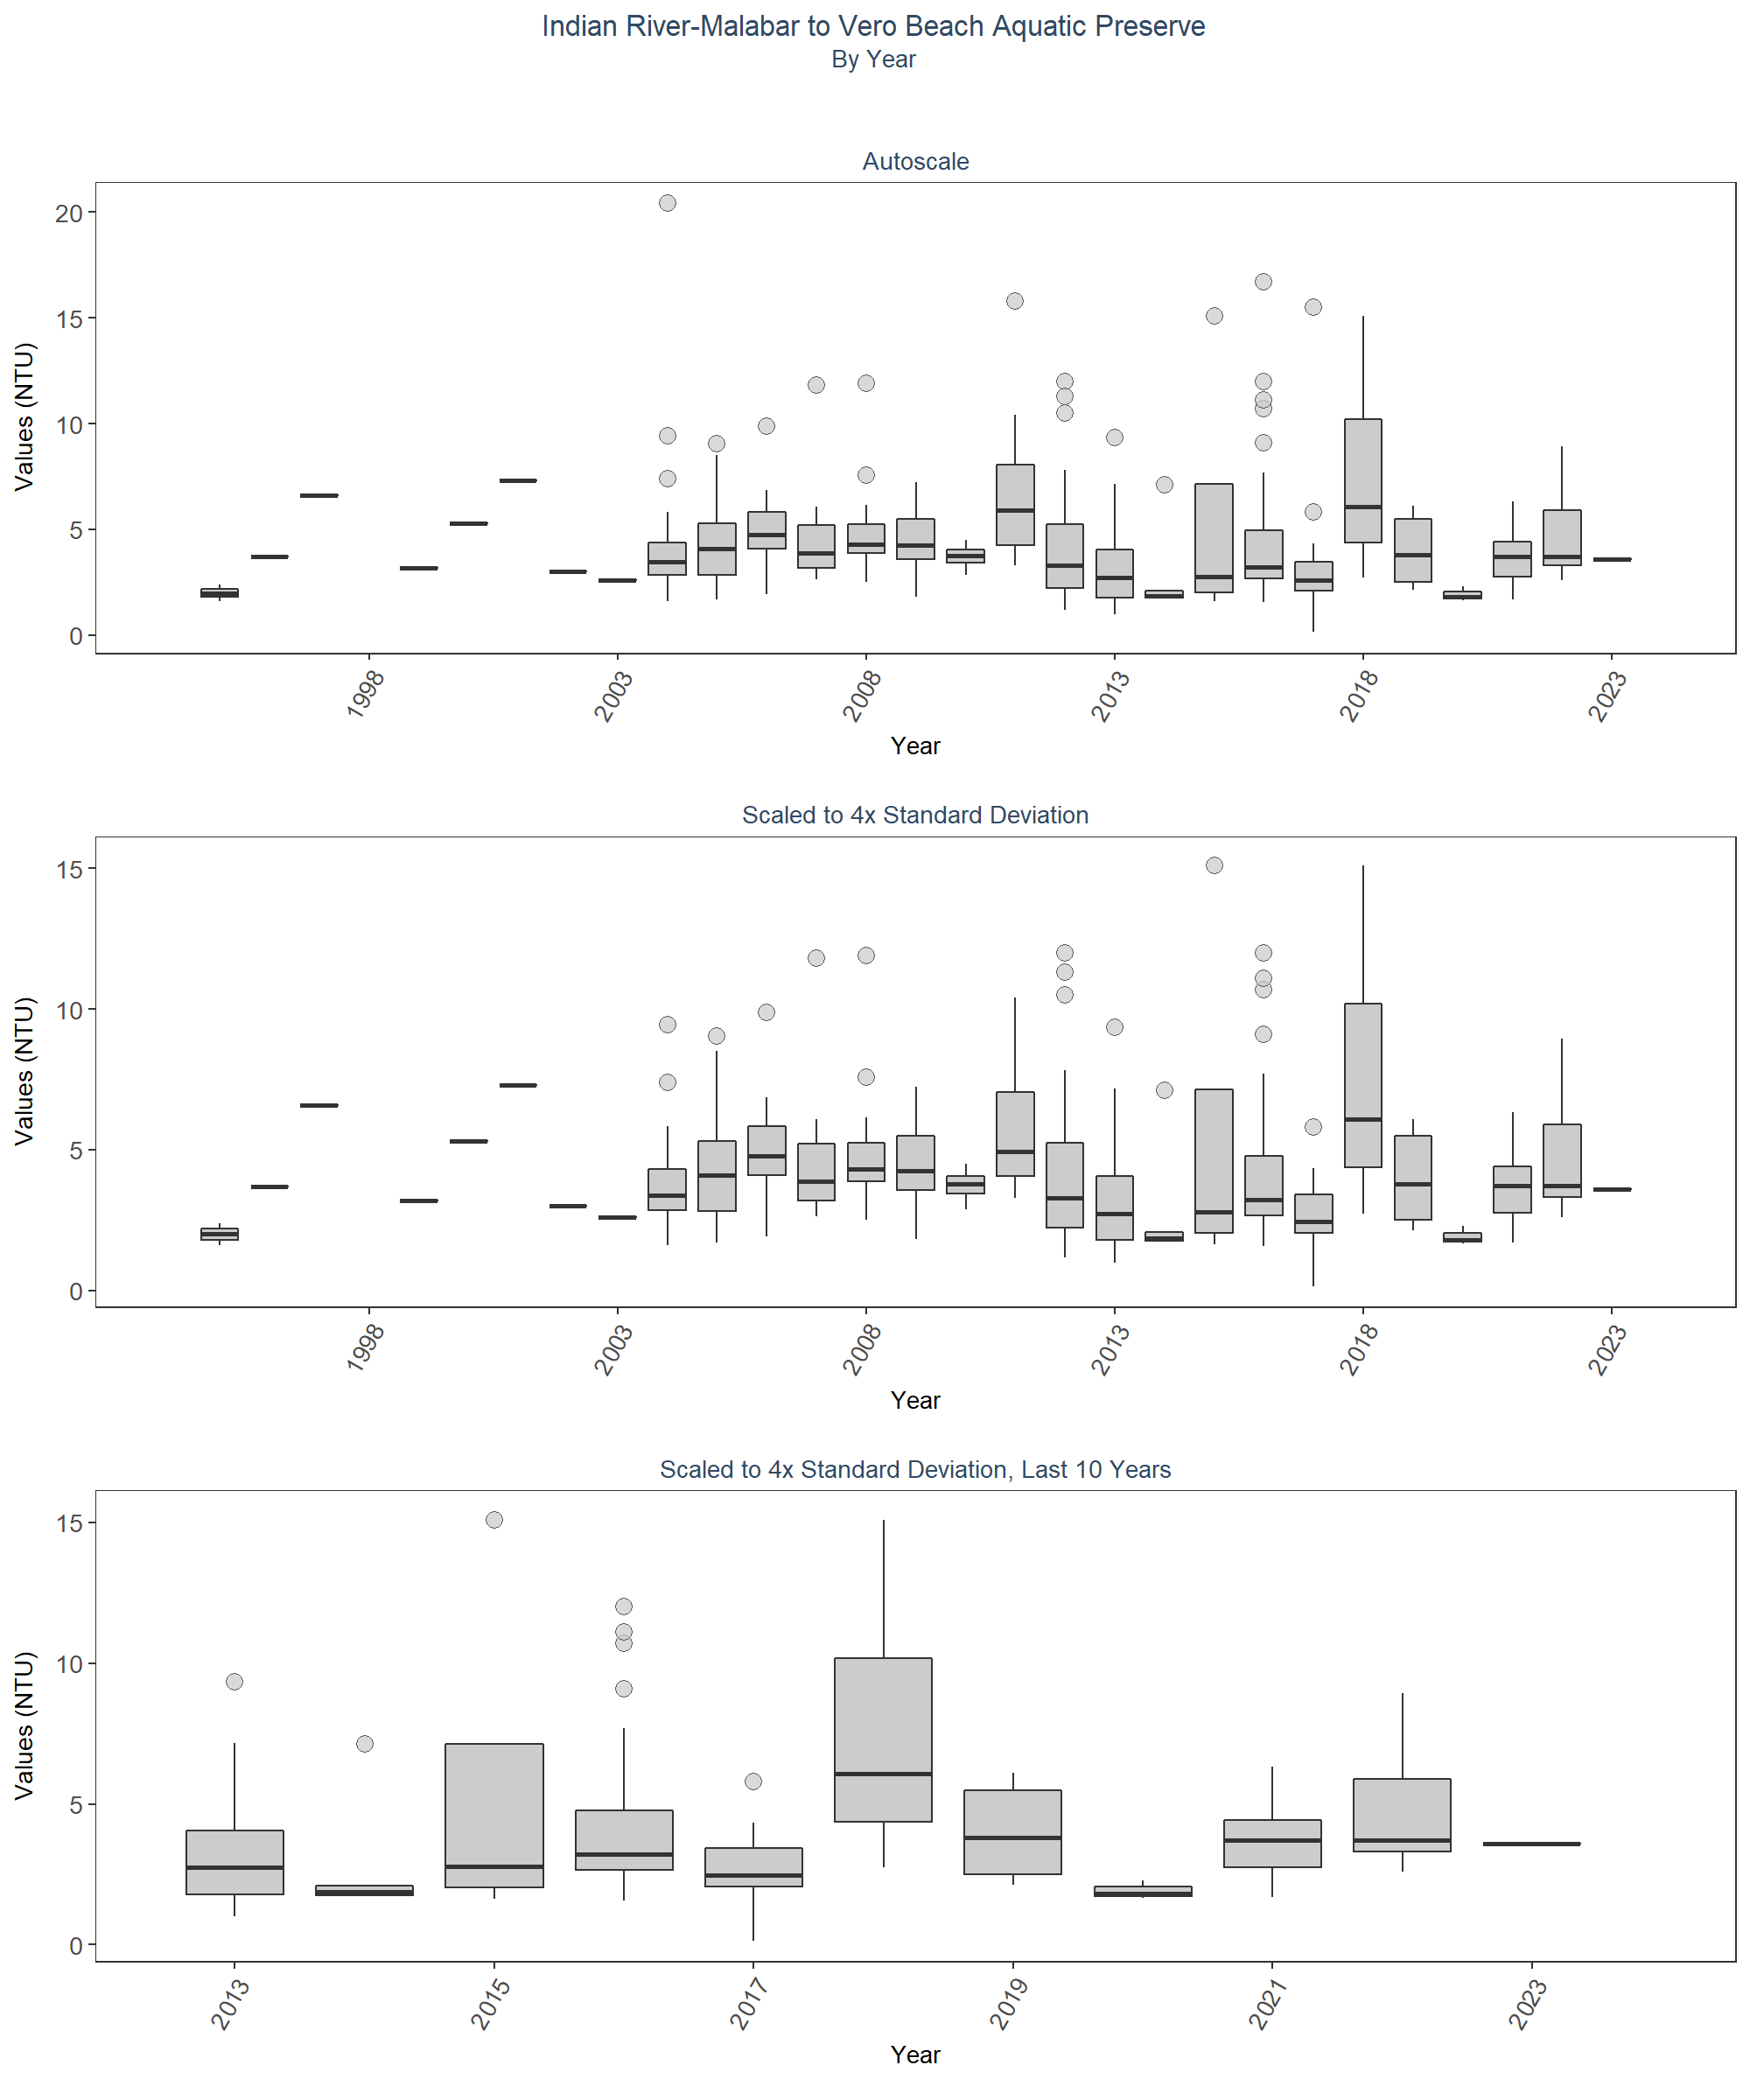 Indian River-Malabar to Vero Beach Aquatic Preserve
By Year
Autoscale
Values (NTU)
20
15
10
5
0
1998
2003
2008
2013
2018
2023
Year
Scaled to 4x Standard Deviation
Values (NTU)
15
10
5
0
1998
2003
2008
2013
2018
2023
Year
Scaled to 4x Standard Deviation, Last 10 Years
Values (NTU)
15
10
5
0
2013
2015
2017
2019
2021
2023
Year